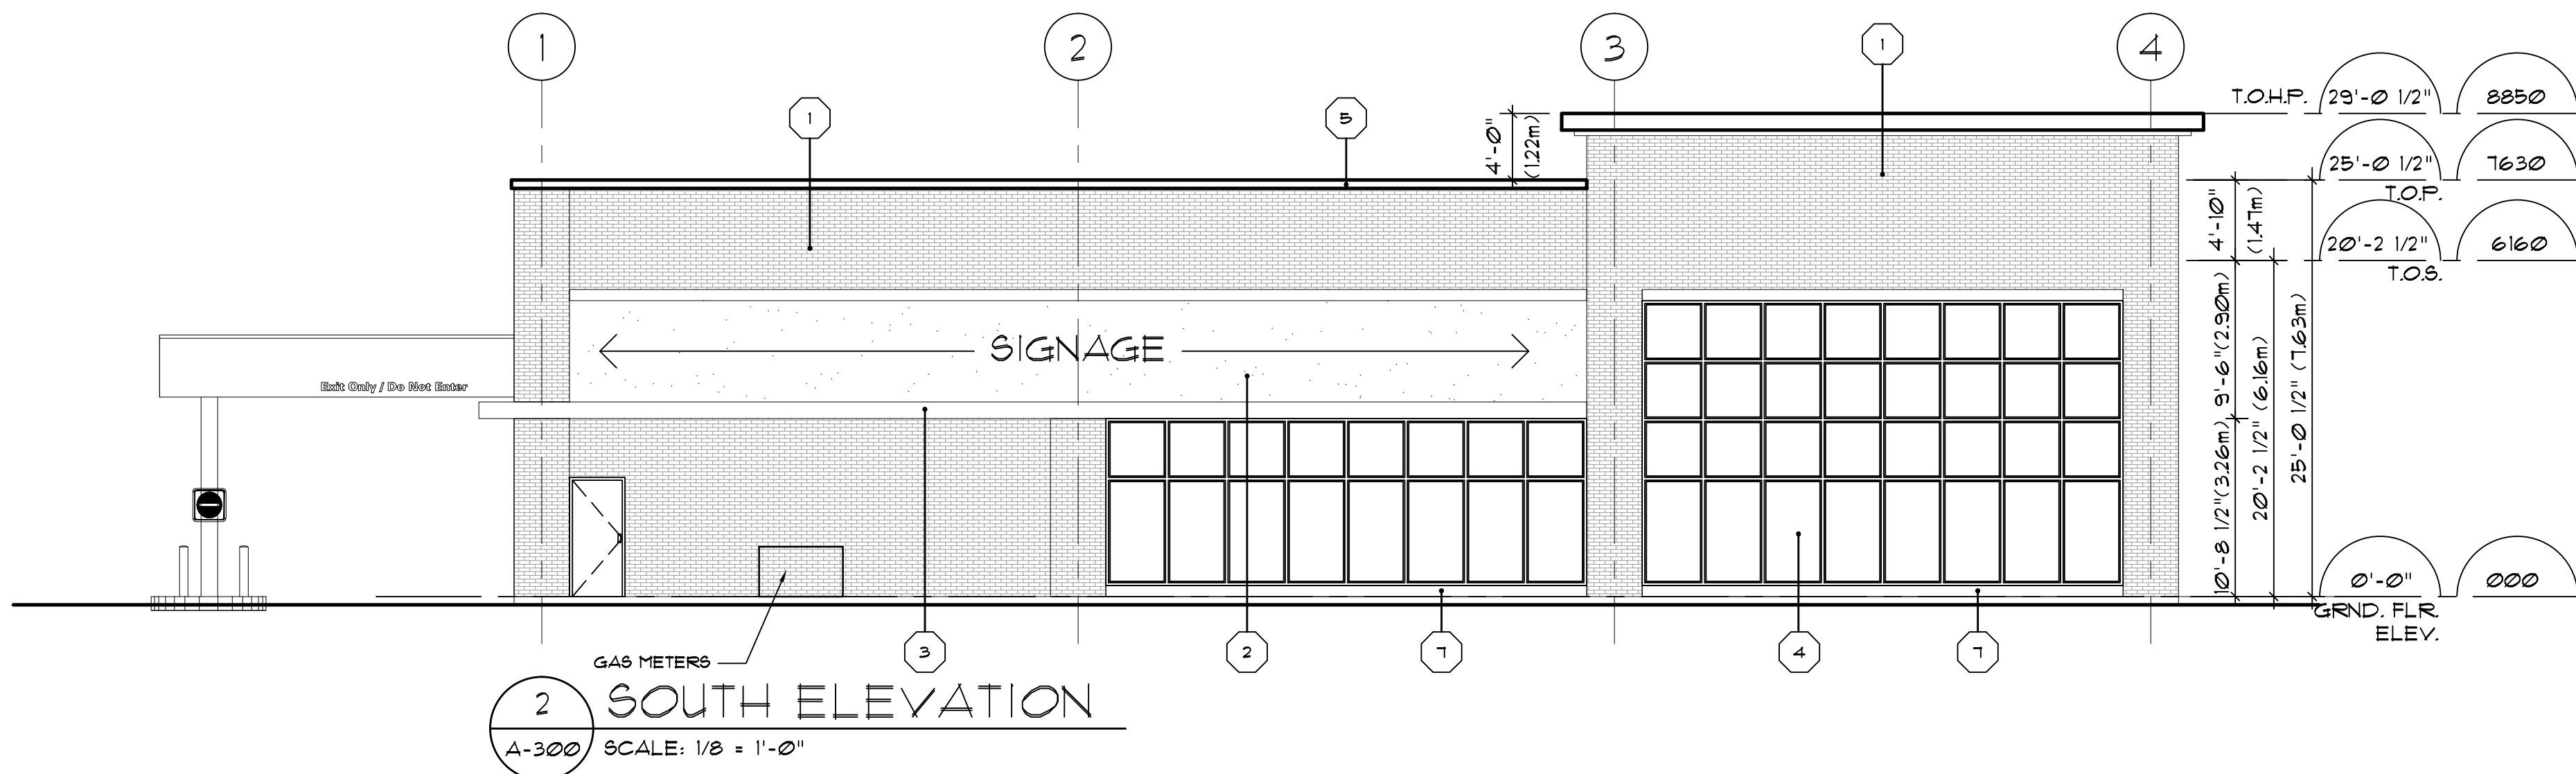 1
2
3
1
4
1
5
4'-0"
(1.22m)
T.O.H.P.
29'-0 1/2"
8850
25'-0 1/2"
7630
T.O.P.
4'-10"
(1.47m)
20'-2 1/2"
6160
T.O.S.
SIGNAGE
Exit Only / Do Not Enter
9'-6"(2.90m)
10'-8 1/2"(3.26m)
20'-2 1/2" (6.16m)
25'-0 1/2" (7.63m)
0'-0"
000
GRND. FLR.
ELEV.
GAS METERS
3
2
7
4
7
2
SOUTH ELEVATION
A-300
SCALE: 1/8 = 1'-0"